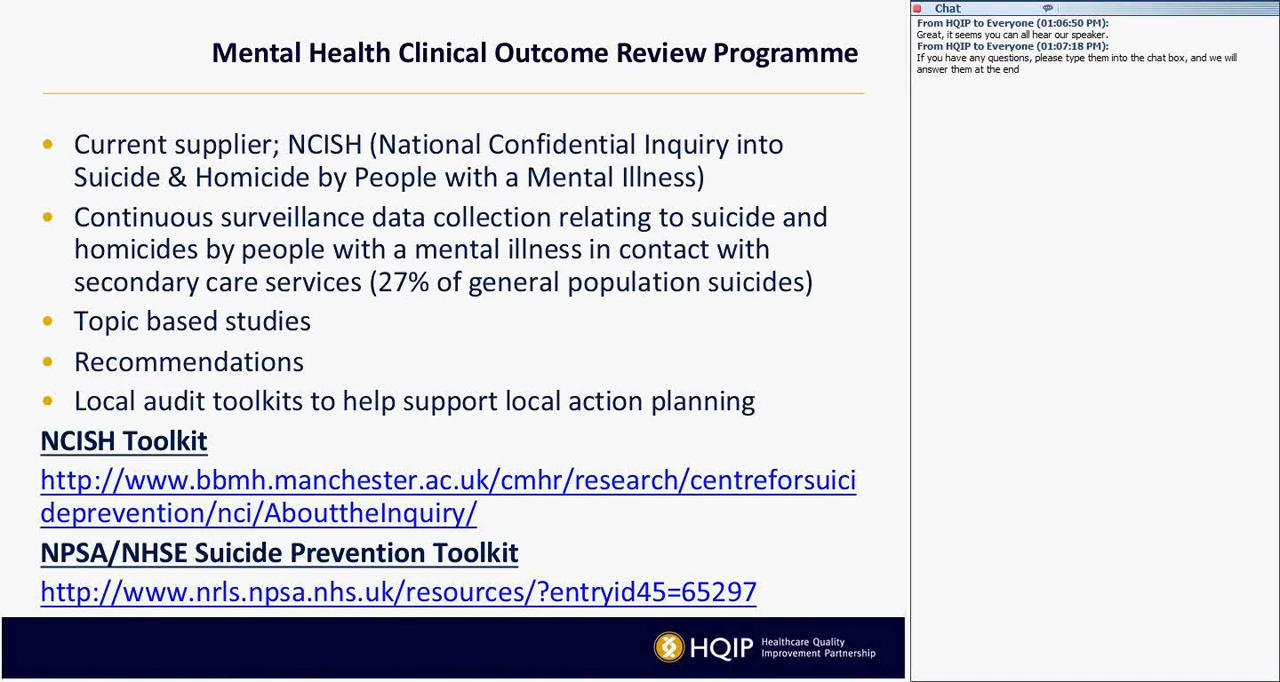 Mental Health Clinical Outcome Review Programme
• Current supplier; NCISH (National Confidential Inquiry into
Suicide & Homicide by People with a Mental Illness)
• Continuous surveillance data collection relating to suicide and
homicides by people with a mental illness in contact with
secondary care services (27% of general population suicides)
• Topic based studies
• Recommendations
• Local audit toolkits to help support local action planning
NCISH Toolkit
http://www.bbmh.manchester.ac.uk/cmhr/research/centreforsuici
deprevention/nci/AbouttheInquiry/
NPSA/NHSE Suicide Prevention Toolkit
http://www.nrls.npsa.nhs.uk/resources/?entryid45=65297
HQIP Healthcare Quality
Improvement Partnership
Chat
From HQIP to Everyone (01:06:50 PM):
Great, it seems you can all hear our speaker.
From HQIP to Everyone (01:07:18 PM):
If you have any questions, please type them into the chat box, and we will
answer them at the end